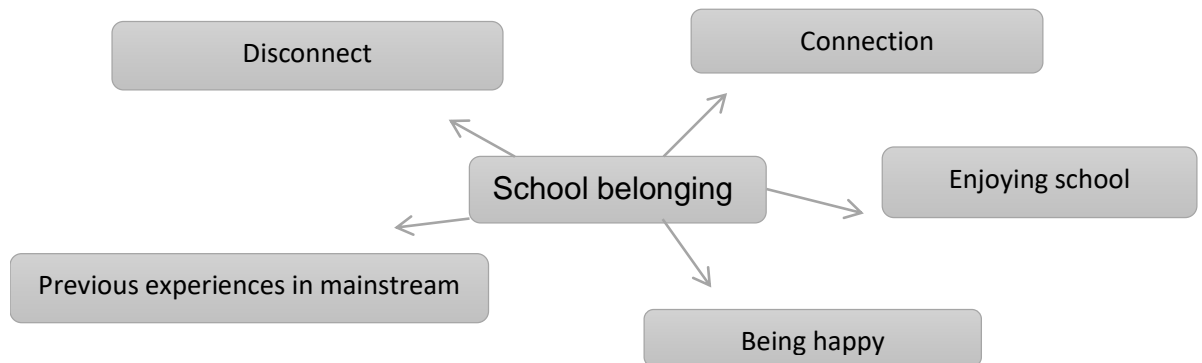 Disconnect
Connection
School belonging
Enjoying school
Previous experiences in mainstream
Being happy